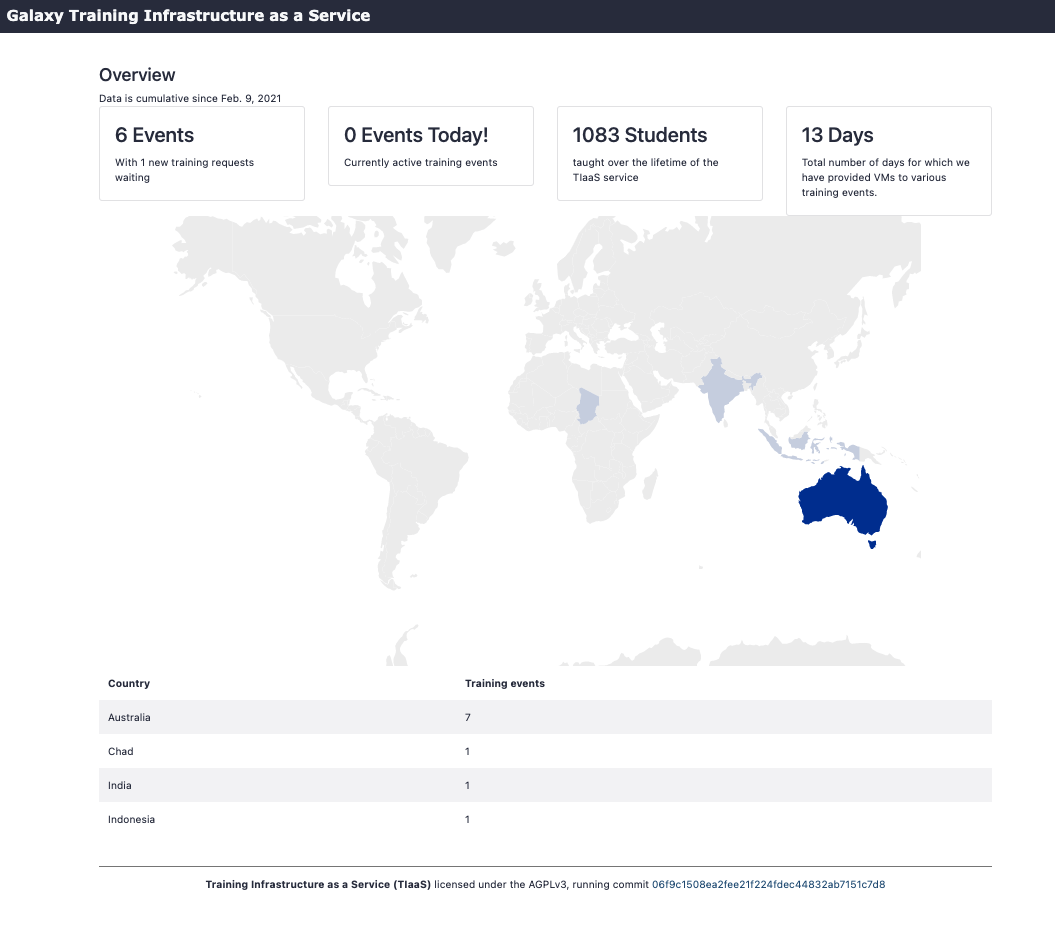 Galaxy Training Infrastructure as a Service
Overview
Data is cumulative since Feb. 9, 2021
6 Events
With 1 new training requests
waiting
0 Events Today!
Currently active training events
1083 Students
taught over the lifetime of the
TIaaS service
13 Days
Total number of days for which we
have provided VMs to various
training events.
Country Training events
Australia 7
Chad 1
India 1
Indonesia 1
Training Infrastructure as a Service (TIaaS) licensed under the AGPLv3, running commit 06f9c1508ea2fee21f224fdec44832ab7151c7d8